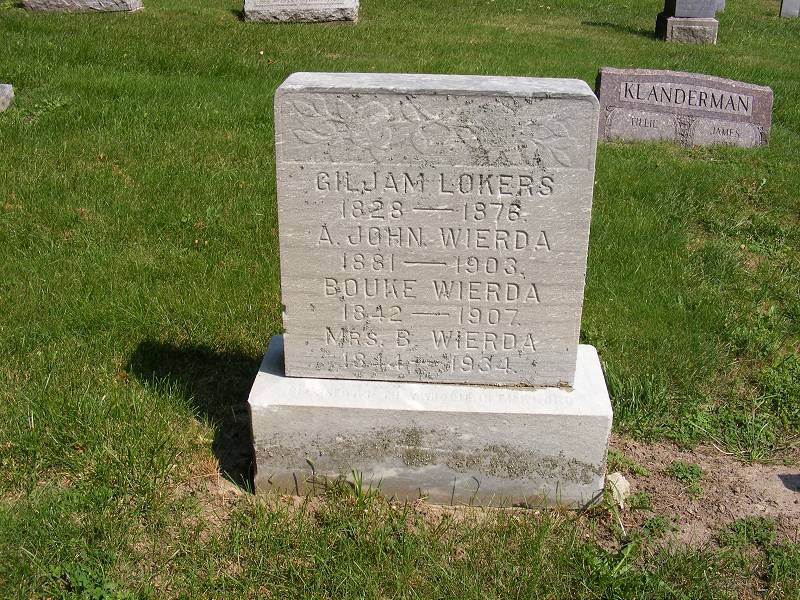 GILJAM LOKERS
1828 — 1876.
A. JOHN. WIERDA
1881 — 1903.
BOUKE WIERDA
1842 — 1907.
MRS. B. WIERDA
1844 — 1934.
KLANDERMAN
TILLIE
JAMES